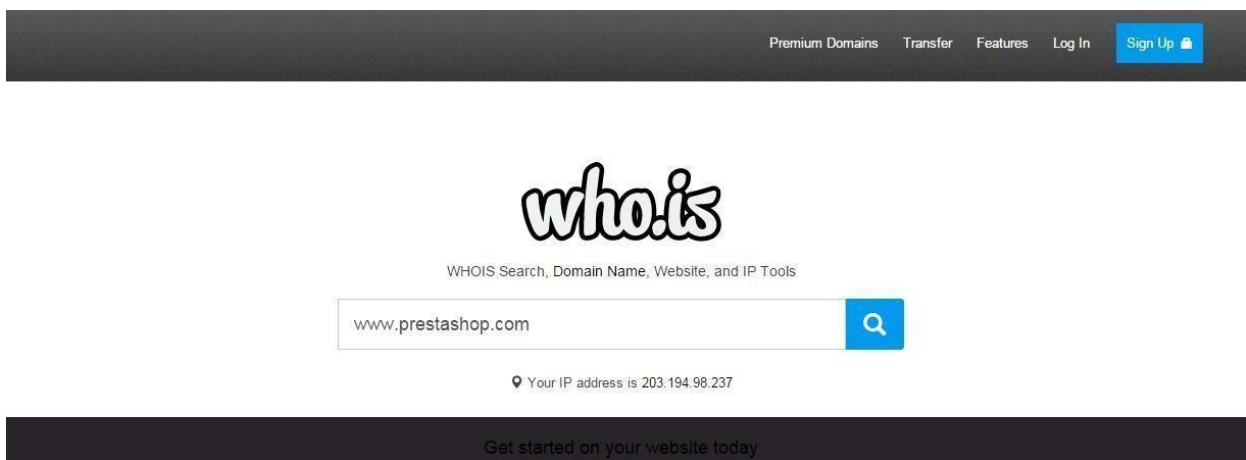 Premium Domains Transfer Features Log In Sign Up
who.is
WHOIS Search, Domain Name, Website, and IP Tools
www.prestashop.com
Your IP address is 203.194.98.237
Get started on your website today